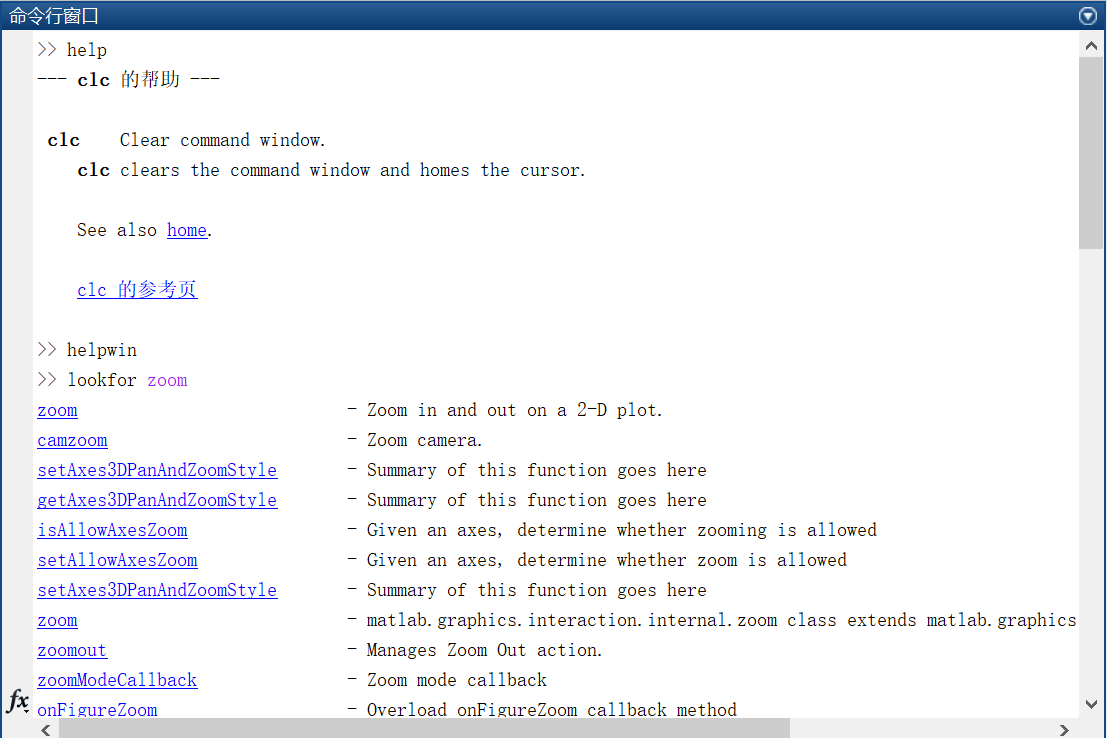 命令行窗口
>> help
--- clc 的帮助 ---
clc    Clear command window.
clc clears the command window and homes the cursor.
See also home.
clc 的参考页
>> helpwin
>> lookfor zoom
zoom - Zoom in and out on a 2-D plot.
camzoom - Zoom camera.
setAxes3DPanAndZoomStyle - Summary of this function goes here
getAxes3DPanAndZoomStyle - Summary of this function goes here
isAllowAxesZoom - Given an axes, determine whether zooming is allowed
setAllowAxesZoom - Given an axes, determine whether zoom is allowed
setAxes3DPanAndZoomStyle - Summary of this function goes here
zoom - matlab.graphics.interaction.internal.zoom class extends matlab.graphics
zoomout - Manages Zoom Out action.
zoomModeCallback - Zoom mode callback
fx
onFigureZoom - Overload onFigureZoom callback method